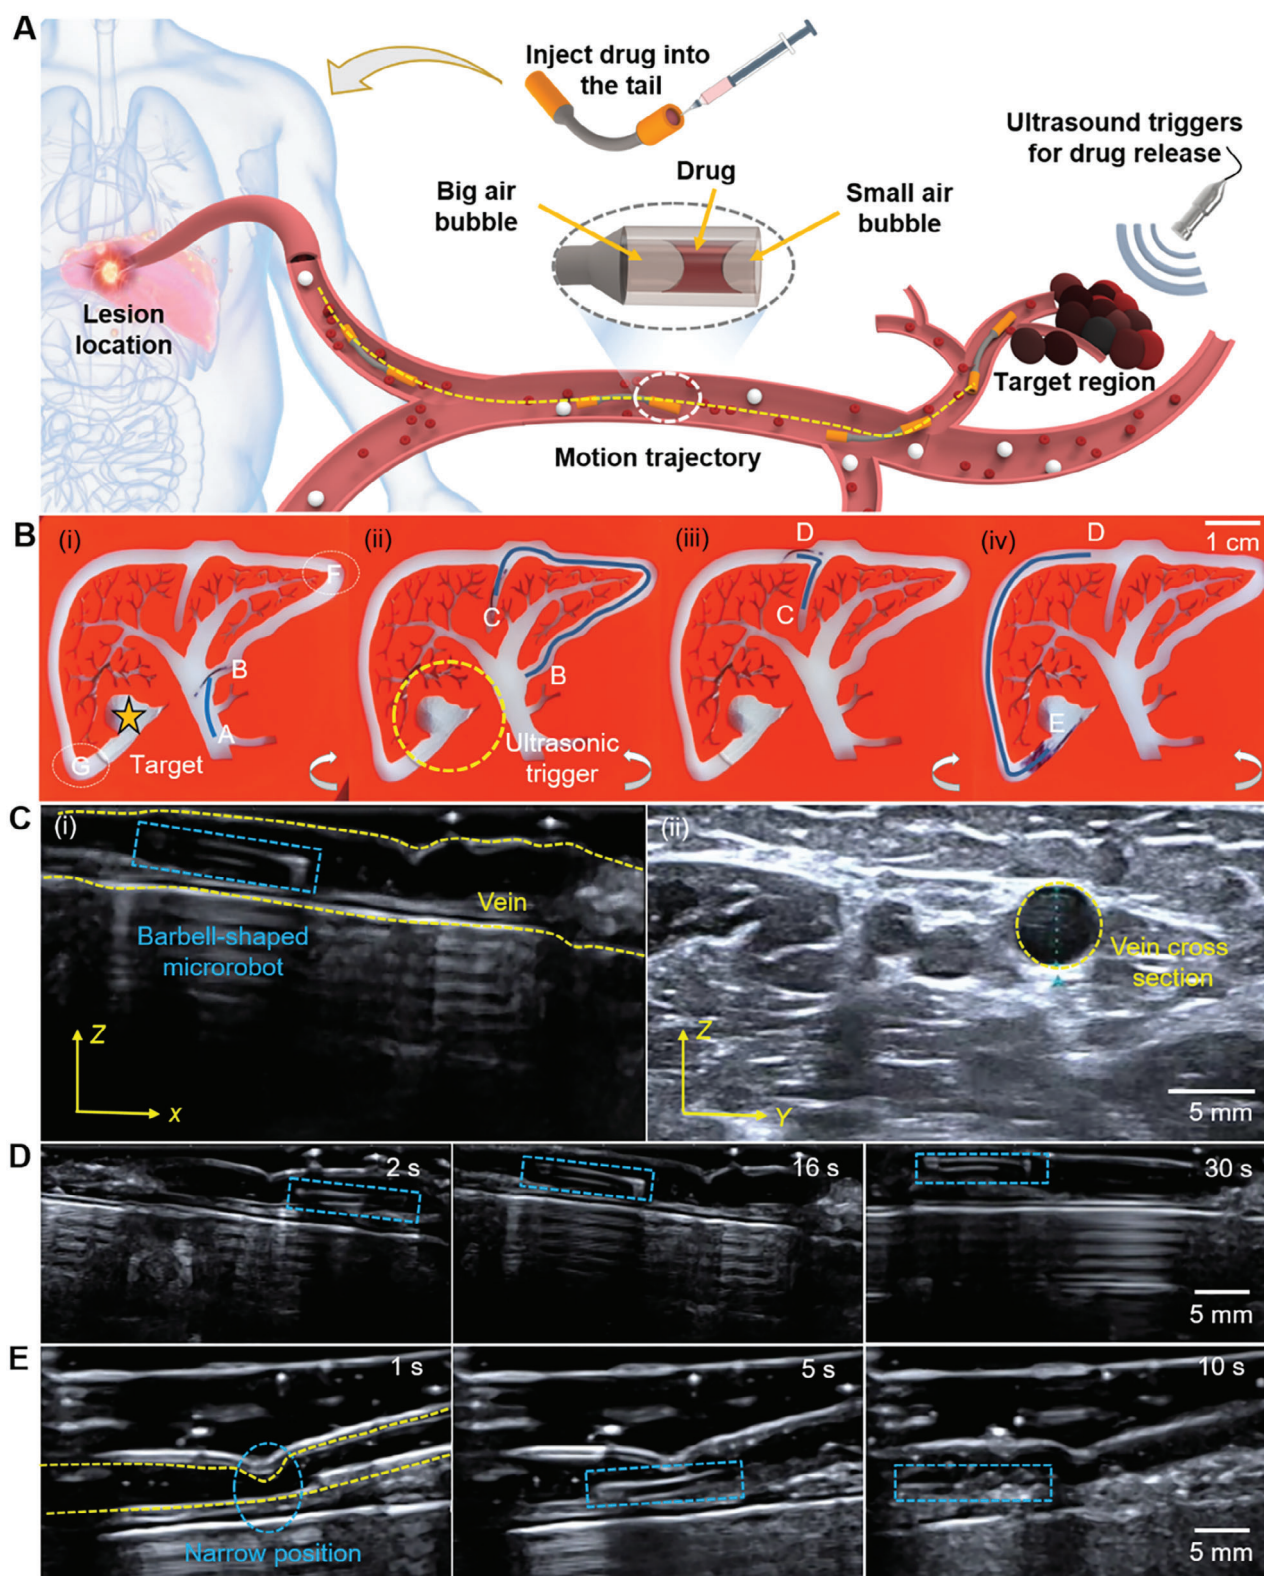 A
Inject drug into
the tail
Ultrasound triggers
for drug release
Drug
Big air
bubble
Small air
bubble
Lesion
location
Target region
Motion trajectory
B
(i)
F
B
A
G
Target
(ii)
C
B
Ultrasonic
trigger
(iii)
D
C
(iv)
D
1 cm
E
C
(i)
Vein
Barbell-shaped
microrobot
Z
x
(ii)
Vein cross
section
Z
Y
5 mm
D
2 s
16 s
30 s
5 mm
E
1 s
Narrow position
5 s
10 s
5 mm